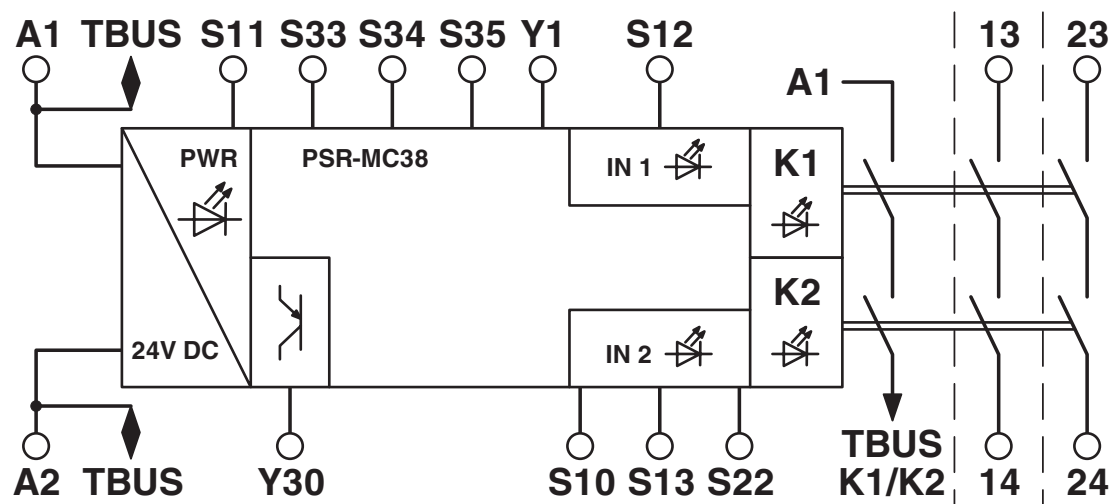 A1 TBUS S11 S33 S34 S35 Y1 S12 13 23
A1
PWR PSR-MC38 IN 1 K1
K2
24V DC IN 2
TBUS
A2 TBUS Y30 S10 S13 S22 K1/K2 14 24